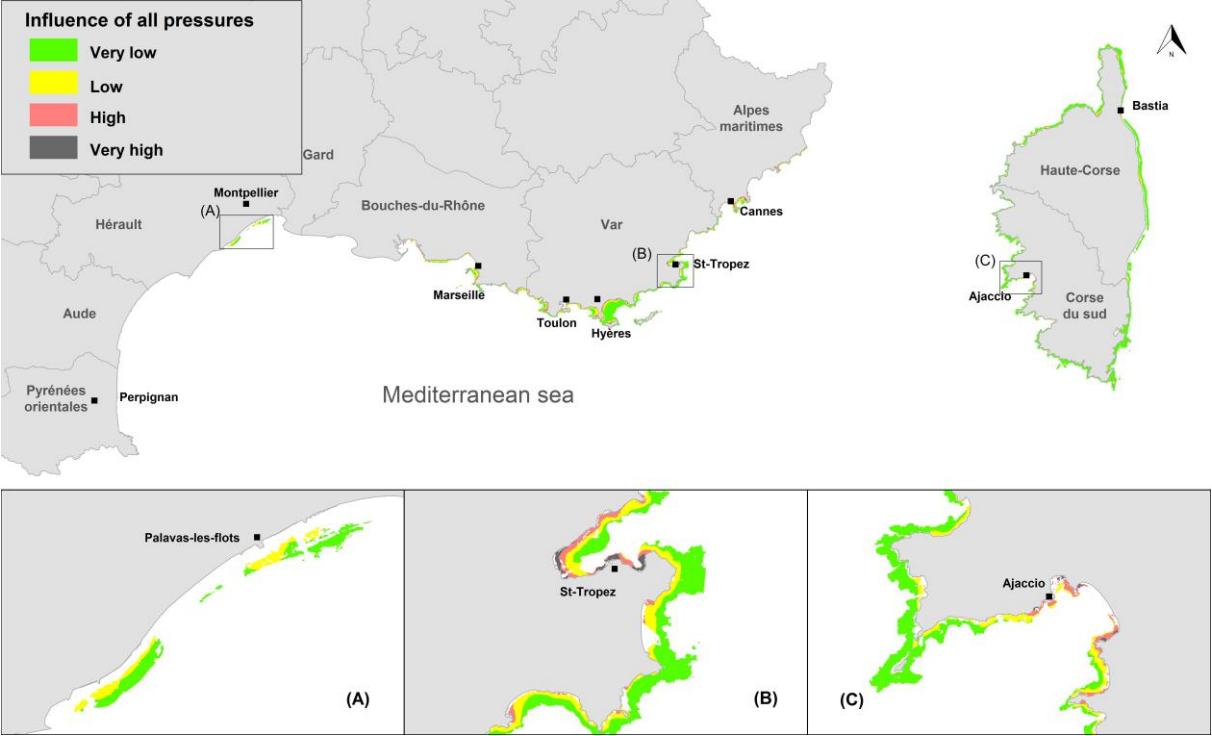 Influence of all pressures
Very low
Low
High
Very high
N
Gard
Montpellier
(A)
Hérault
Bouches-du-Rhône
Var
Alpes
maritimes
Cannes
(B)
St-Tropez
Marseille
Toulon
Hyères
Aude
Pyrénées
orientales
Perpignan
Mediterranean sea
Bastia
Haute-Corse
(C)
Ajaccio
Corse
du sud
Palavas-les-flots
(A)
St-Tropez
(B)
Ajaccio
(C)